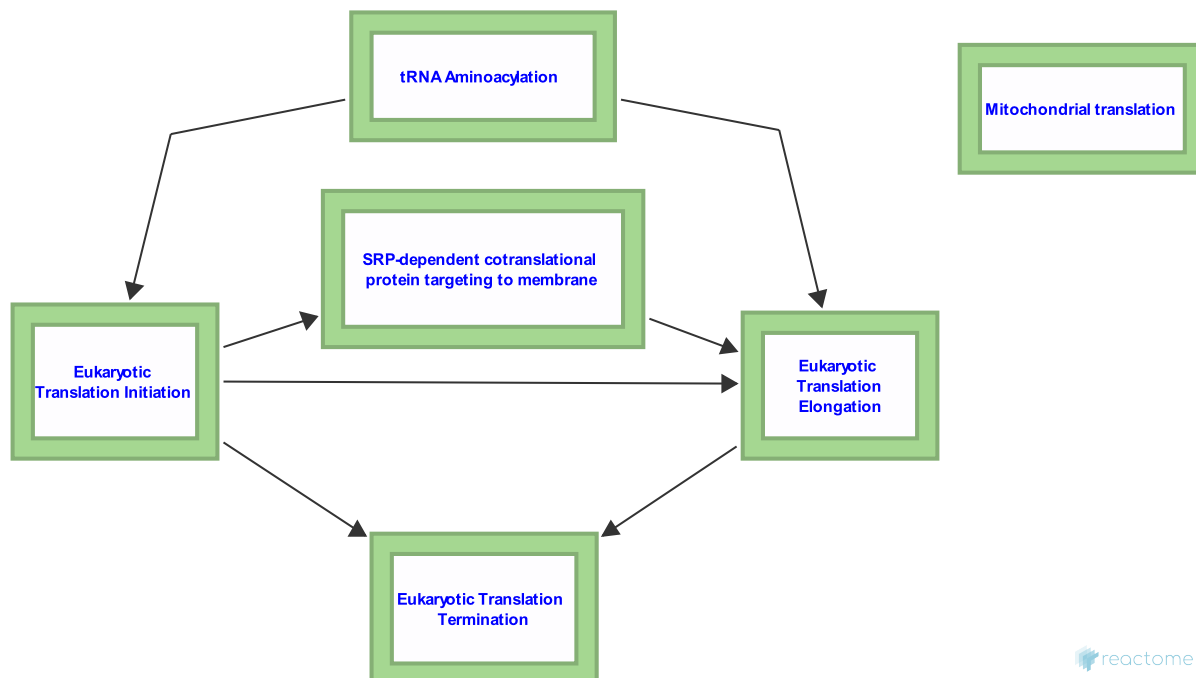 tRNA Aminoacylation
Mitochondrial translation
SRP-dependent cotranslational
protein targeting to membrane
Eukaryotic
Translation Initiation
Eukaryotic
Translation
Elongation
Eukaryotic Translation
Termination
reactome